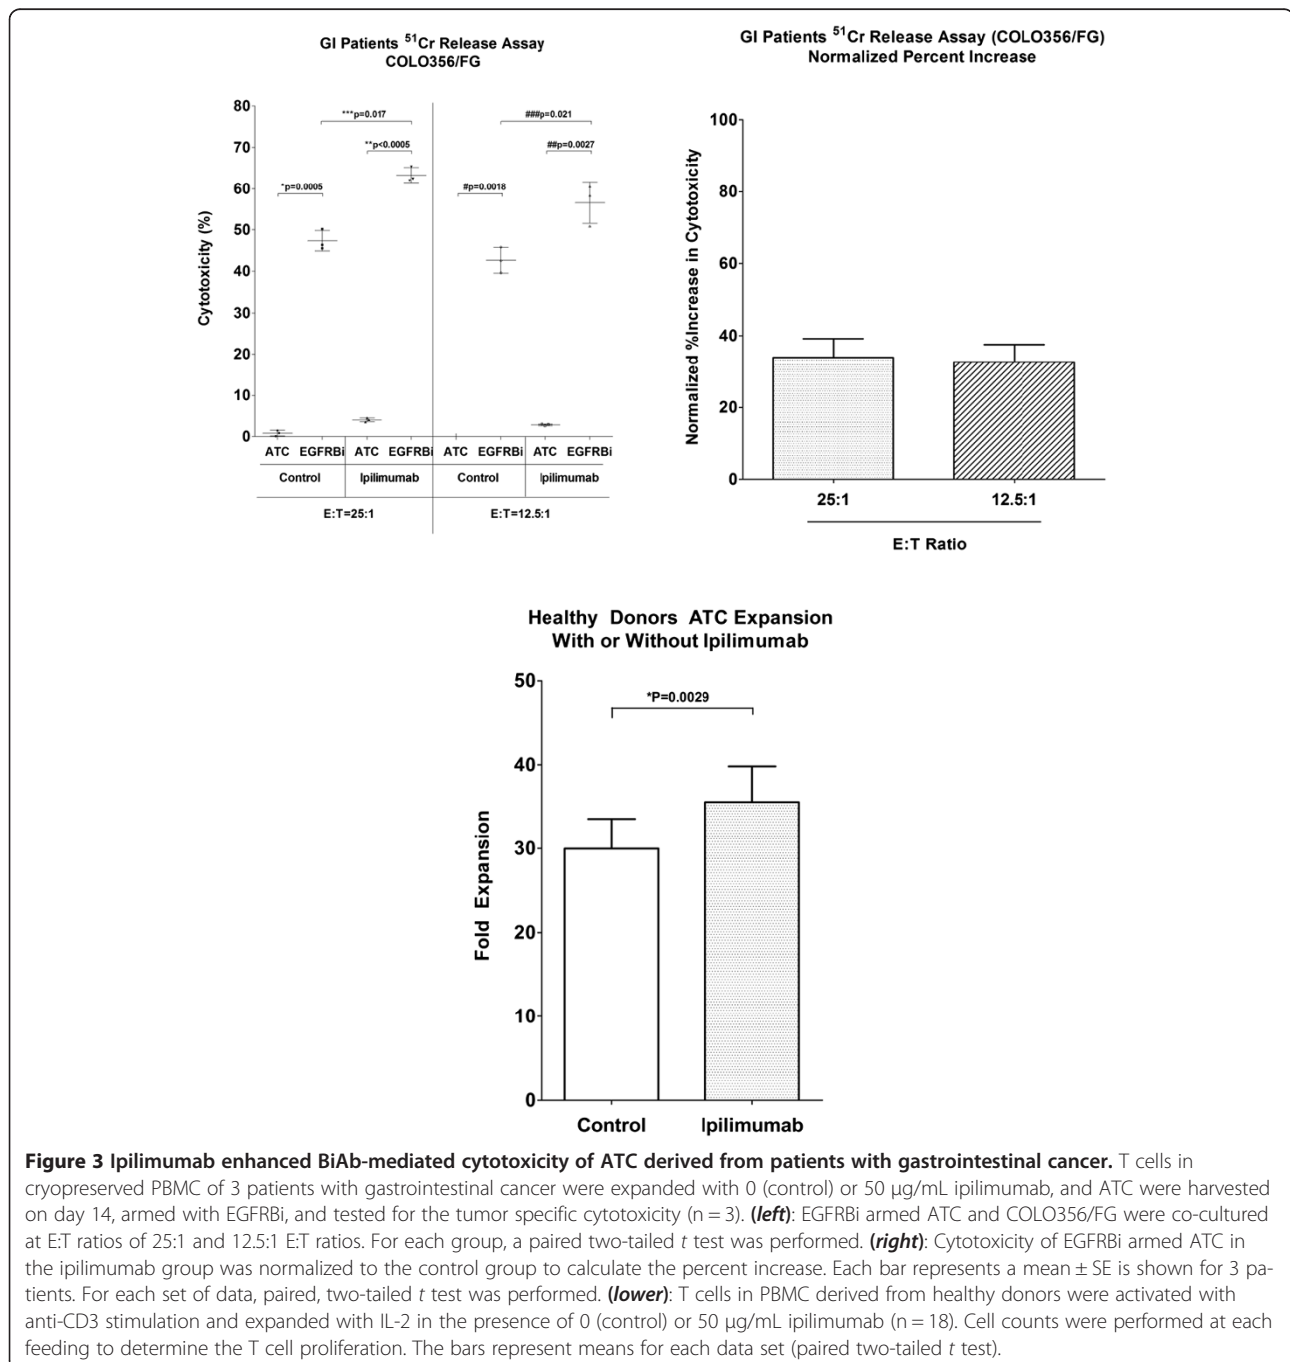 GI Patients ⁵¹Cr Release Assay
COLO356/FG
80
70
60
50
40
30
20
10
0
Cytotoxicity (%)
***p=0.017
**p<0.0005
*p=0.0005
###p=0.021
##p=0.0027
#p=0.0018
ATC EGFRBi ATC EGFRBi ATC EGFRBi ATC EGFRBi
Control Ipilimumab Control Ipilimumab
E:T=25:1 E:T=12.5:1
GI Patients ⁵¹Cr Release Assay (COLO356/FG)
Normalized Percent Increase
100
80
60
40
20
0
Normalized %Increase in Cytotoxicity
25:1 12.5:1
E:T Ratio
Healthy Donors ATC Expansion
With or Without Ipilimumab
50
40
30
20
10
0
Fold Expansion
*P=0.0029
Control Ipilimumab
Figure 3 Ipilimumab enhanced BiAb-mediated cytotoxicity of ATC derived from patients with gastrointestinal cancer. T cells in
cryopreserved PBMC of 3 patients with gastrointestinal cancer were expanded with 0 (control) or 50 μg/mL ipilimumab, and ATC were harvested
on day 14, armed with EGFRBi, and tested for the tumor specific cytotoxicity (n = 3). (left): EGFRBi armed ATC and COLO356/FG were co-cultured
at E:T ratios of 25:1 and 12.5:1 E:T ratios. For each group, a paired two-tailed t test was performed. (right): Cytotoxicity of EGFRBi armed ATC in
the ipilimumab group was normalized to the control group to calculate the percent increase. Each bar represents a mean ± SE is shown for 3 pa-
tients. For each set of data, paired, two-tailed t test was performed. (lower): T cells in PBMC derived from healthy donors were activated with
anti-CD3 stimulation and expanded with IL-2 in the presence of 0 (control) or 50 μg/mL ipilimumab (n = 18). Cell counts were performed at each
feeding to determine the T cell proliferation. The bars represent means for each data set (paired two-tailed t test).